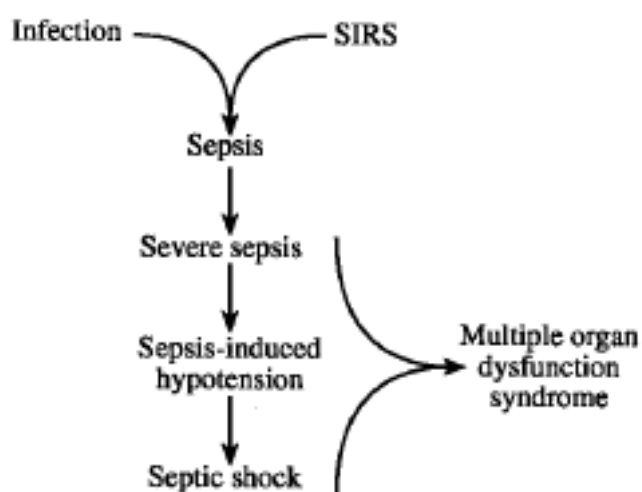 Infection
SIRS
Sepsis
Severe sepsis
Sepsis-induced
hypotension
Multiple organ
dysfunction
syndrome
Septic shock